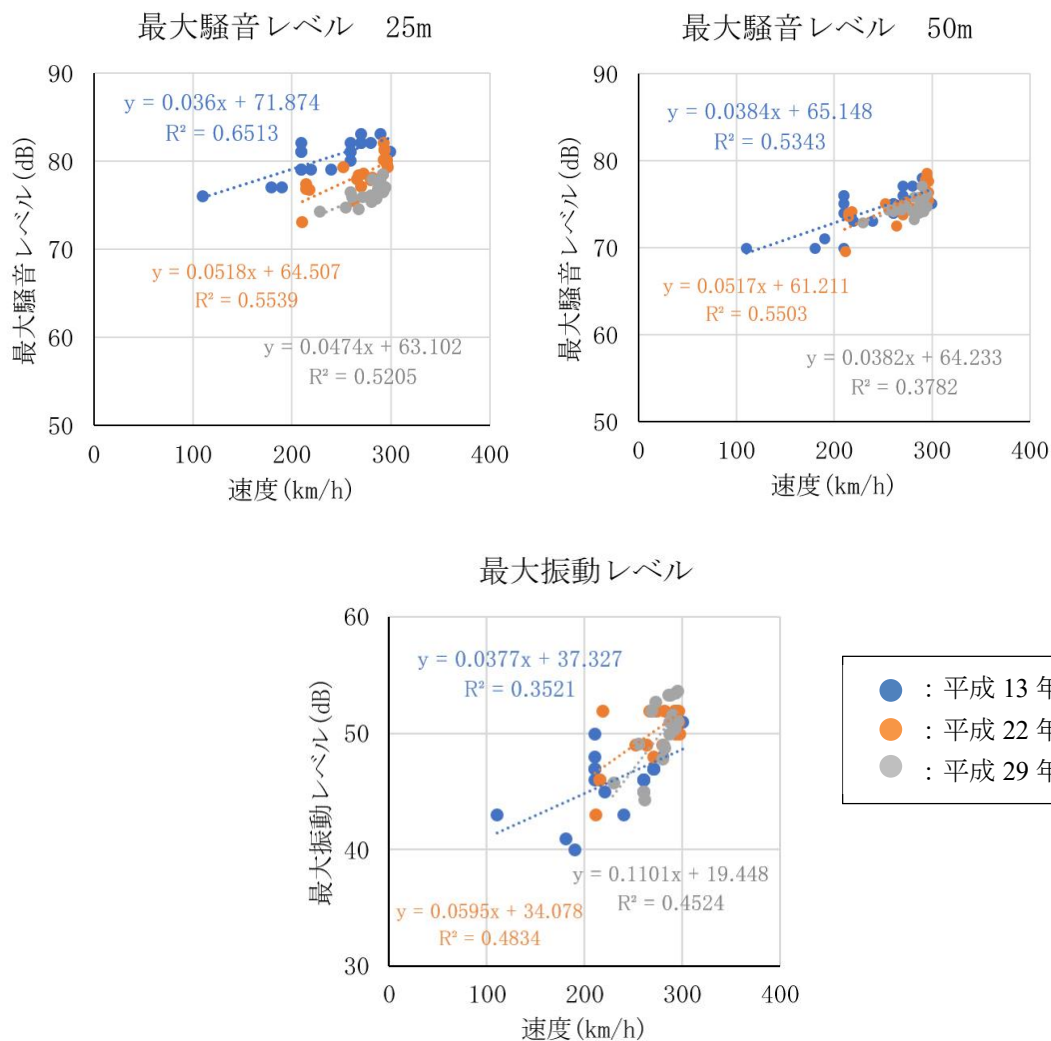 最大騒音レベル　25m
90
80
70
60
50
0
100
200
300
400
最大騒音レベル(dB)
速度(km/h)
y = 0.036x + 71.874
R² = 0.6513
y = 0.0518x + 64.507
R² = 0.5539
y = 0.0474x + 63.102
R² = 0.5205
最大騒音レベル　50m
90
80
70
60
50
0
100
200
300
400
最大騒音レベル(dB)
速度(km/h)
y = 0.0384x + 65.148
R² = 0.5343
y = 0.0517x + 61.211
R² = 0.5503
y = 0.0382x + 64.233
R² = 0.3782
最大振動レベル
60
50
40
30
0
100
200
300
400
最大振動レベル(dB)
速度(km/h)
y = 0.0377x + 37.327
R² = 0.3521
y = 0.1101x + 19.448
R² = 0.4524
y = 0.0595x + 34.078
R² = 0.4834
：平成 13 年
：平成 22 年
：平成 29 年